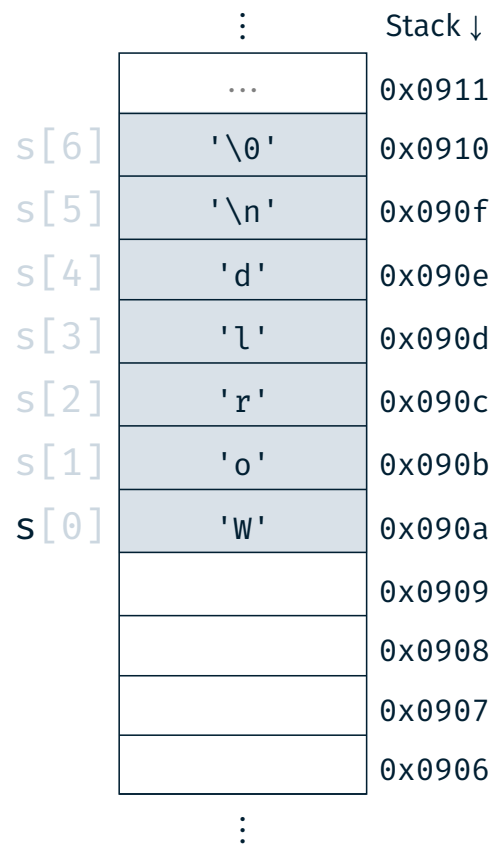 ⋮ Stack ↓
... 0x0911
s[6] '\0' 0x0910
s[5] '\n' 0x090f
s[4] 'd' 0x090e
s[3] 'l' 0x090d
s[2] 'r' 0x090c
s[1] 'o' 0x090b
s[0] 'W' 0x090a
0x0909
0x0908
0x0907
0x0906
⋮